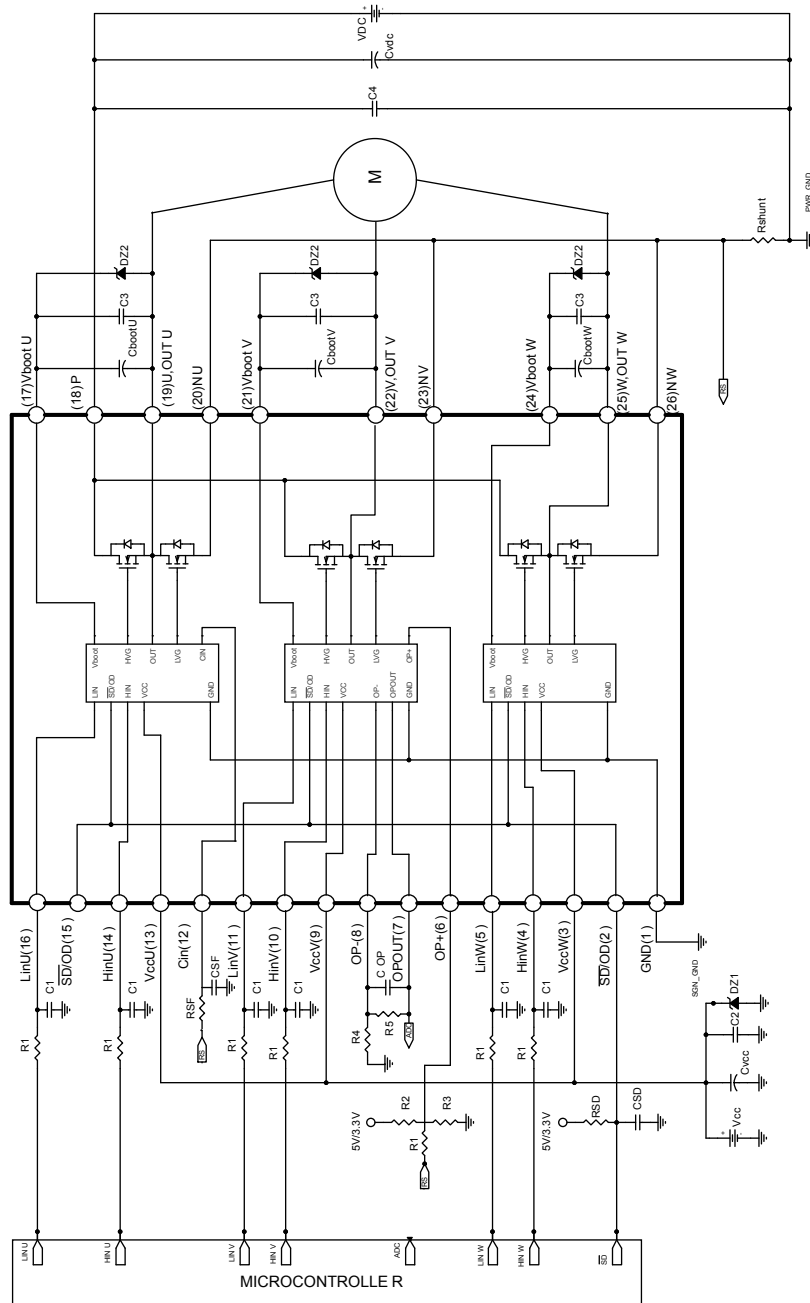 VDC
+
-
Cvdc
C4
M
PWR_GND
Rshunt
RS
DZ2
C3
CbootU
DZ2
C3
CbootV
DZ2
C3
CbootW
(17)Vboot U
(18)P
(19)U,OUT U
(20)NU
(21)Vboot V
(22)V,OUT V
(23)NV
(24)Vboot W
(25)W,OUT W
(26)NW
Vboot
HVG
OUT
LVG
CIN
LIN
SD/OD
HIN
VCC
GND
Vboot
HVG
OUT
LVG
OP+
LIN
SD/OD
HIN
VCC
OP-
OPOUT
GND
Vboot
HVG
OUT
LVG
LIN
SD/OD
HIN
VCC
GND
LinU(16)
SD/OD(15)
HinU(14)
VccU(13)
Cin(12)
LinV(11)
HinV(10)
VccV(9)
OP-(8)
OPOUT(7)
OP+(6)
LinW(5)
HinW(4)
VccW(3)
SD/OD(2)
GND(1)
R1
C1
R1
C1
RSF
CSF
RS
R1
C1
R1
C1
R4
R5
C OP
ADC
5V/3.3V
R2
R3
R1
RS
R1
C1
R1
C1
5V/3.3V
RSD
CSD
SGN_GND
DZ1
C2
Cvcc
Vcc
+
-
LIN U
HIN U
LIN V
HIN V
ADC
LIN W
HIN W
SD
MICROCONTROLLE R